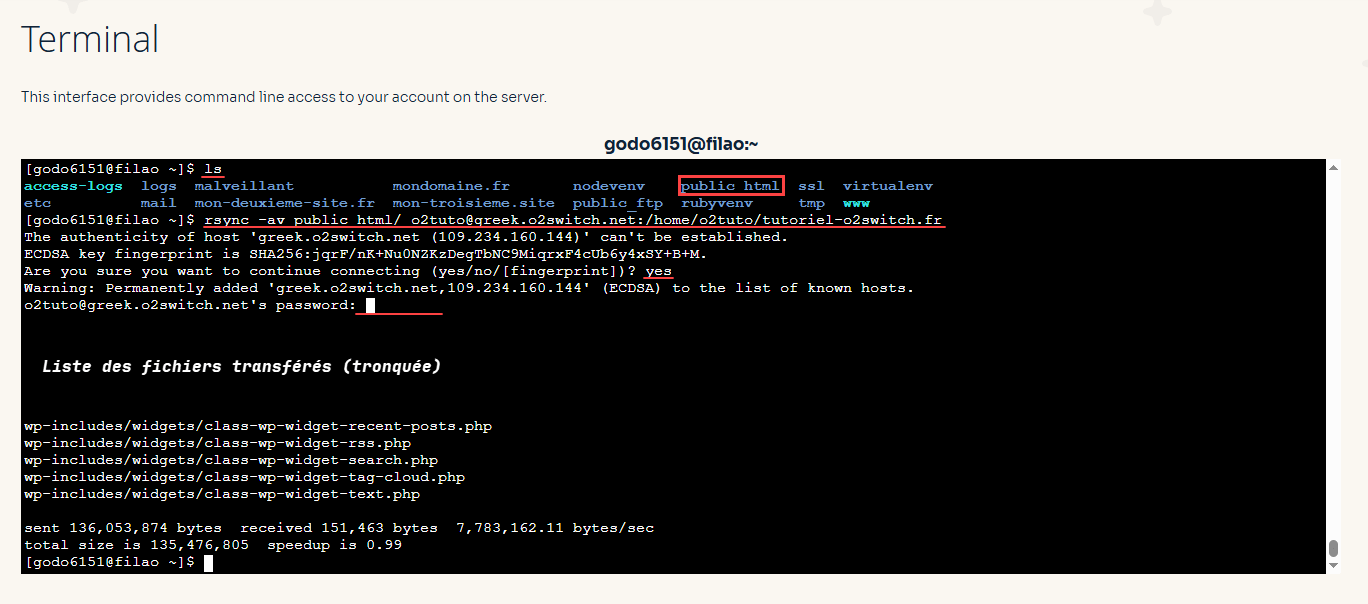 Terminal
This interface provides command line access to your account on the server.
godo6151@filao:~
[godo6151@filao ~]$ ls
access-logs logs malveillant mondomaine.fr nodevenv public_html ssl virtualenv
etc mail mon-deuxieme-site.fr mon-troisieme.site public_ftp rubyvenv tmp www
[godo6151@filao ~]$ rsync -av public_html/ o2tuto@greek.o2switch.net:/home/o2tuto/tutoriel-o2switch.fr
The authenticity of host 'greek.o2switch.net (109.234.160.144)' can't be established.
ECDSA key fingerprint is SHA256:jqrF/nK+Nu0NZKzDegTbNC9MiqrxF4cUb6y4xSY+B+M.
Are you sure you want to continue connecting (yes/no/[fingerprint])? yes
Warning: Permanently added 'greek.o2switch.net,109.234.160.144' (ECDSA) to the list of known hosts.
o2tuto@greek.o2switch.net's password:
Liste des fichiers transférés (tronquée)
wp-includes/widgets/class-wp-widget-recent-posts.php
wp-includes/widgets/class-wp-widget-rss.php
wp-includes/widgets/class-wp-widget-search.php
wp-includes/widgets/class-wp-widget-tag-cloud.php
wp-includes/widgets/class-wp-widget-text.php
sent 136,053,874 bytes received 151,463 bytes 7,783,162.11 bytes/sec
total size is 135,476,805 speedup is 0.99
[godo6151@filao ~]$